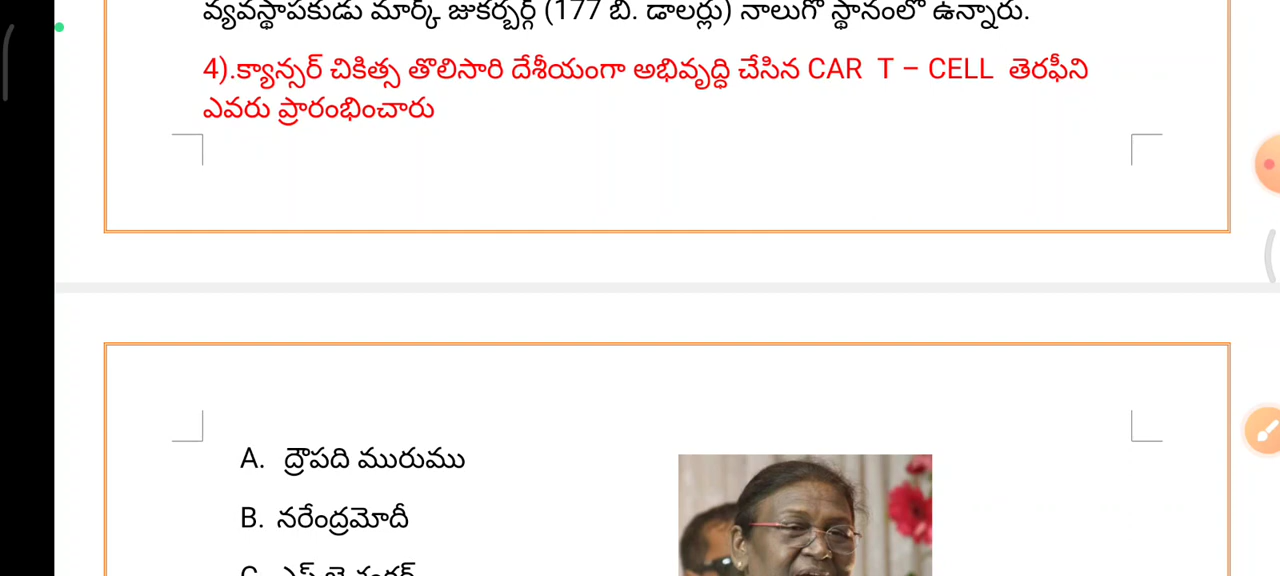 వ్యవస్థాపకుడు మార్క్ జుకర్బర్గ్ (177 బి. డాలర్లు) నాలుగో స్థానంలో ఉన్నారు.
4).క్యాన్సర్ చికిత్స తొలిసారి దేశీయంగా అభివృద్ధి చేసిన CAR T – CELL తెరఫీని
ఎవరు ప్రారంభించారు
A. ద్రౌపది మురుము
B. నరేంద్రమోదీ